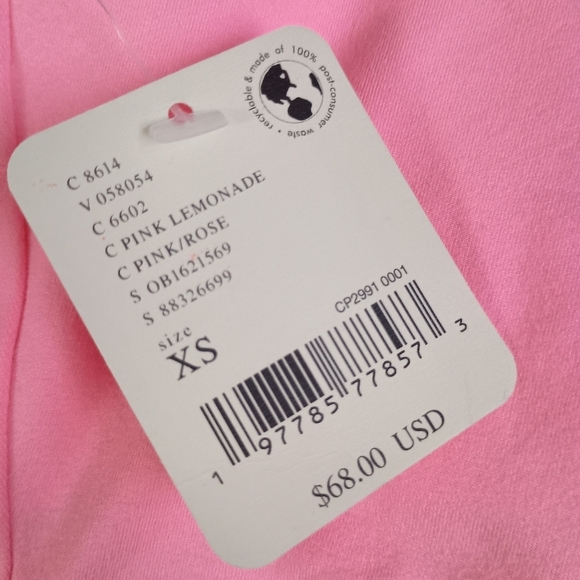 recyclable & made of 100% post-consumer waste •
C 8614
V 058054
C 6602
C PINK LEMONADE
C PINK/ROSE
S OB1621569
S 88326699
size
XS
CP2991 0001
1 97785 77857 3
$68.00 USD